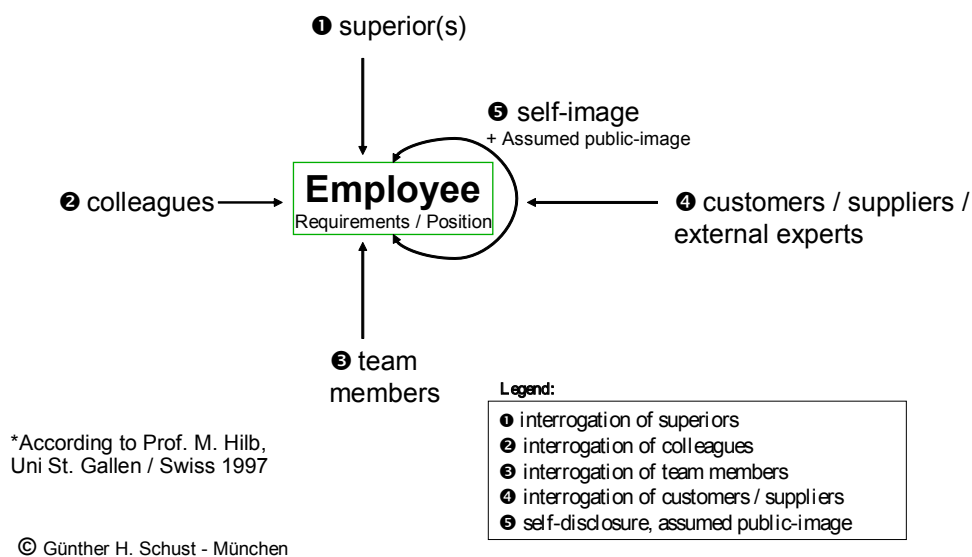 ❶ superior(s)
❺ self-image
+ Assumed public-image
Employee
Requirements / Position
❷ colleagues
❹ customers / suppliers /
external experts
❸ team
members
Legend:
❶ interrogation of superiors
❷ interrogation of colleagues
❸ interrogation of team members
❹ interrogation of customers / suppliers
❺ self-disclosure, assumed public-image
*According to Prof. M. Hilb,
Uni St. Gallen / Swiss 1997
© Günther H. Schust - München